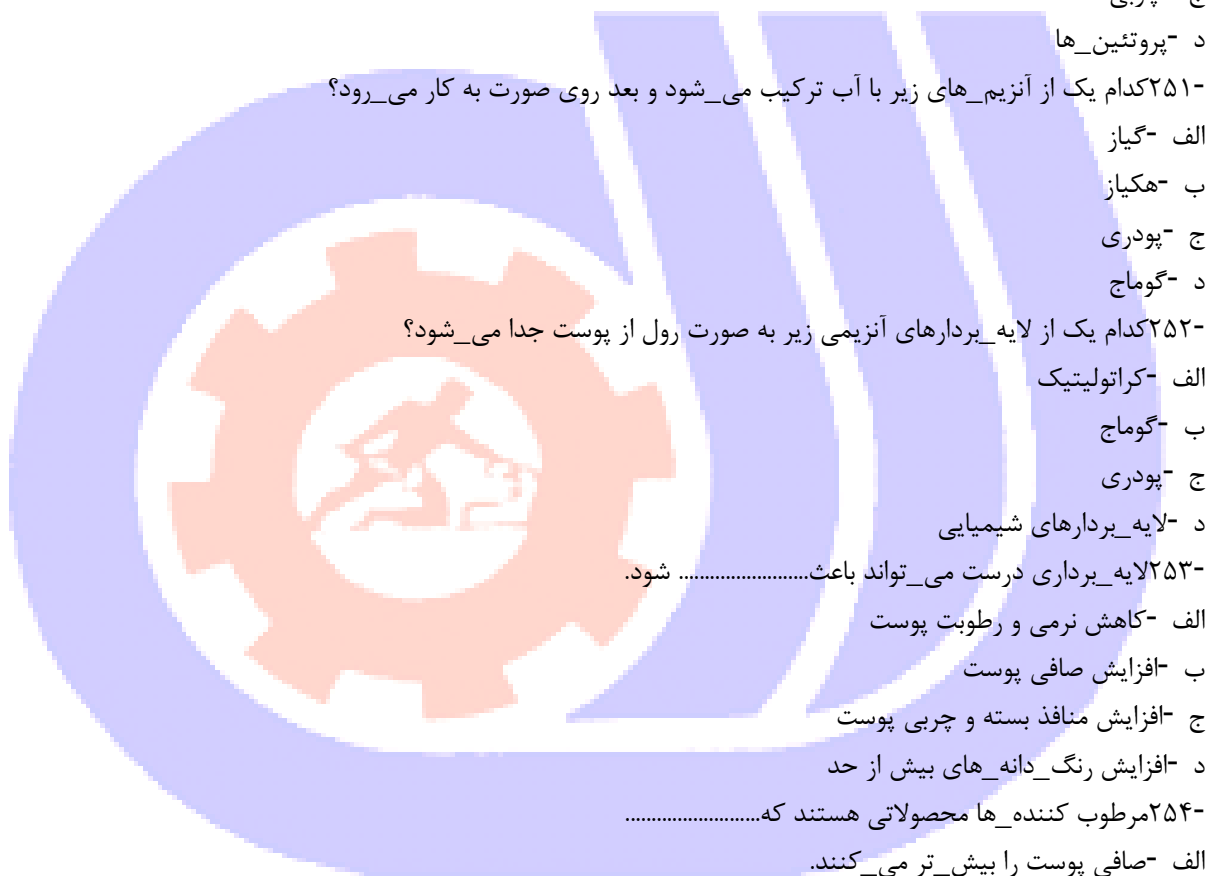 د -پروتئین_ها
-۲۵۱کدام یک از آنزیم_های زیر با آب ترکیب می_شود و بعد روی صورت به کار می_رود؟
الف -گیاز
ب -هکیاز
ج -پودری
د -گوماج
-۲۵۲کدام یک از لایه_بردارهای آنزیمی زیر به صورت رول از پوست جدا می_شود؟
الف -کراتولیتیک
ب -گوماج
ج -پودری
د -لایه_بردارهای شیمیایی
-۲۵۳لایه_برداری درست می_تواند باعث......................... شود.
الف -کاهش نرمی و رطوبت پوست
ب -افزایش صافی پوست
ج -افزایش منافذ بسته و چربی پوست
د -افزایش رنگ_دانه_های بیش از حد
-۲۵۴مرطوب کننده_ها محصولاتی هستند که..........................
الف -صافی پوست را بیش_تر می_کنند.